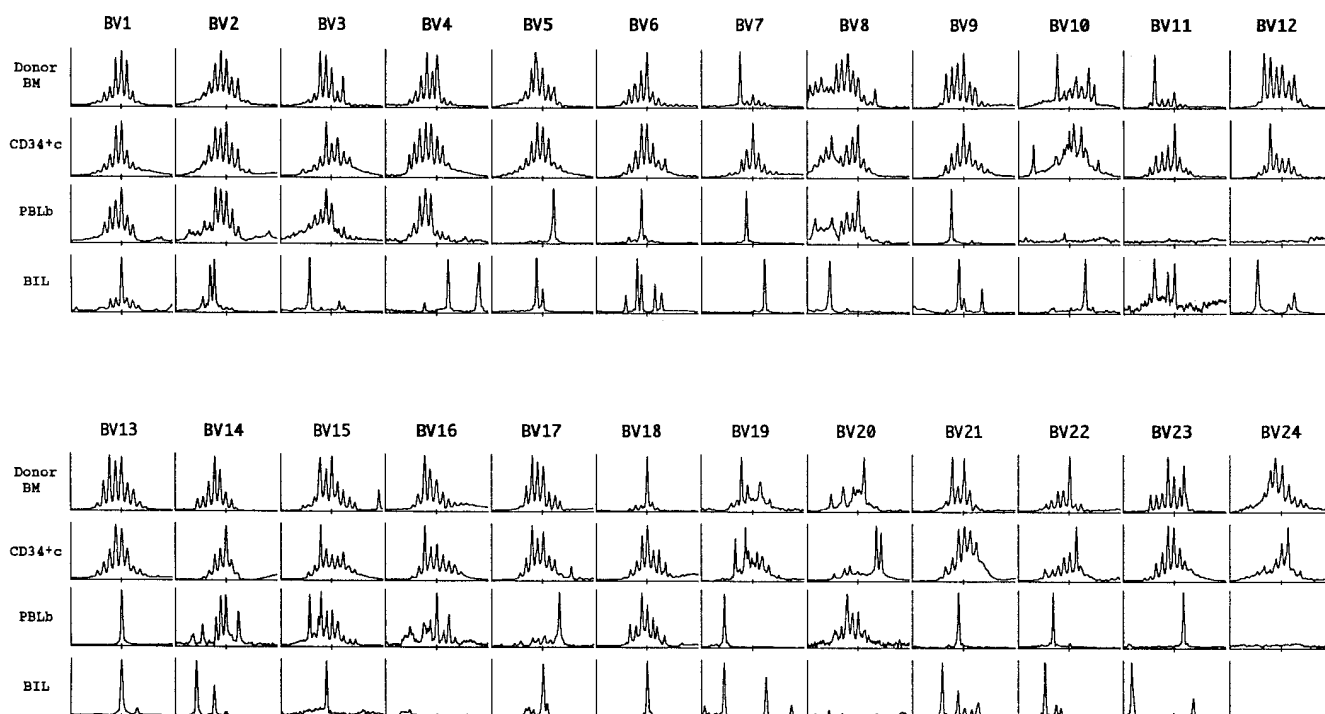 BV1 BV2 BV3 BV4 BV5 BV6 BV7 BV8 BV9 BV10 BV11 BV12
Donor
BM
CD34+c
PBLb
BIL
BV13 BV14 BV15 BV16 BV17 BV18 BV19 BV20 BV21 BV22 BV23 BV24
Donor
BM
CD34+c
PBLb
BIL